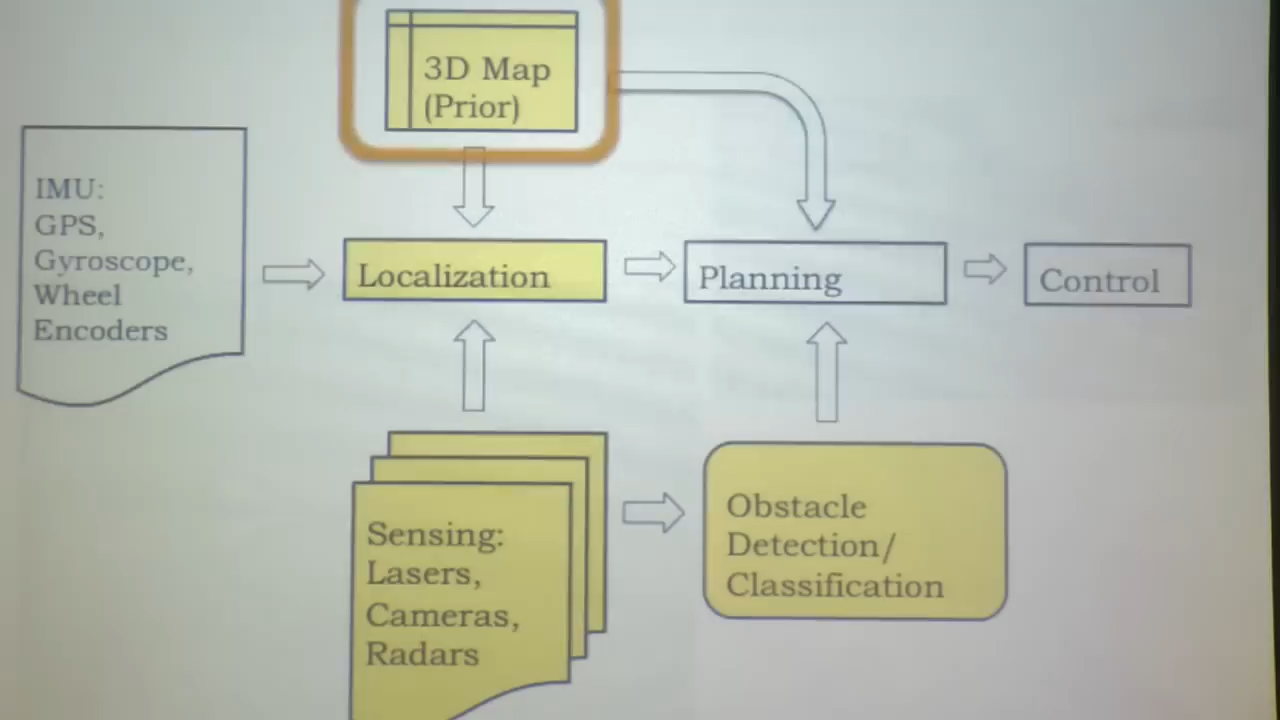 3D Map
(Prior)
IMU:
GPS,
Gyroscope,
Wheel
Encoders
Localization
Planning
Control
Sensing:
Lasers,
Cameras,
Radars
Obstacle
Detection/
Classification